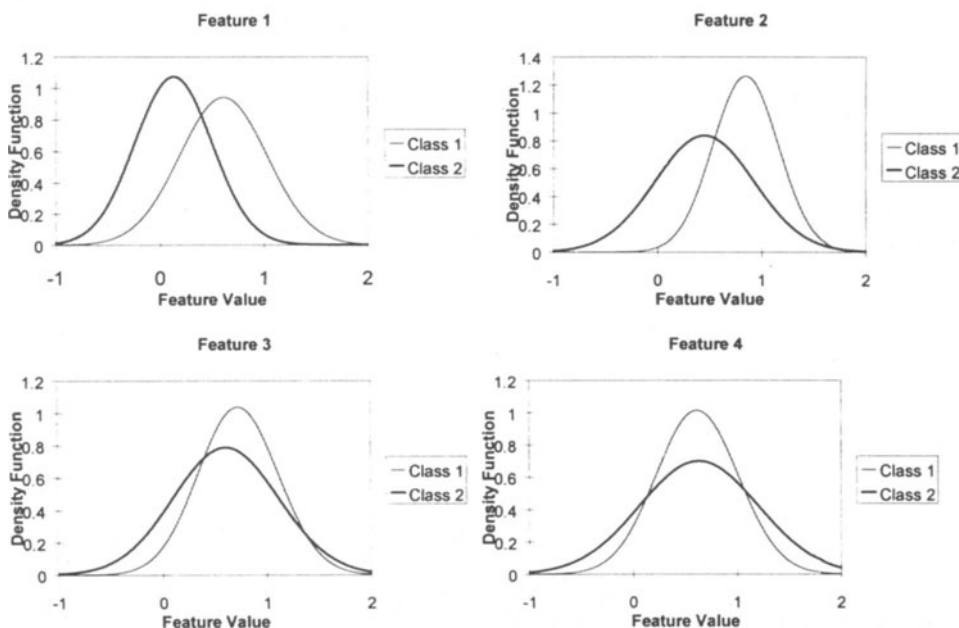 Feature 1
Density Function
1.2
1
0.8
0.6
0.4
0.2
0
-1
0
1
2
Feature Value
Class 1
Class 2
Feature 2
Density Function
1.4
1.2
1
0.8
0.6
0.4
0.2
0
-1
0
1
2
Feature Value
Class 1
Class 2
Feature 3
Density Function
1.2
1
0.8
0.6
0.4
0.2
0
-1
0
1
2
Feature Value
Class 1
Class 2
Feature 4
Density Function
1.2
1
0.8
0.6
0.4
0.2
0
-1
0
1
2
Feature Value
Class 1
Class 2